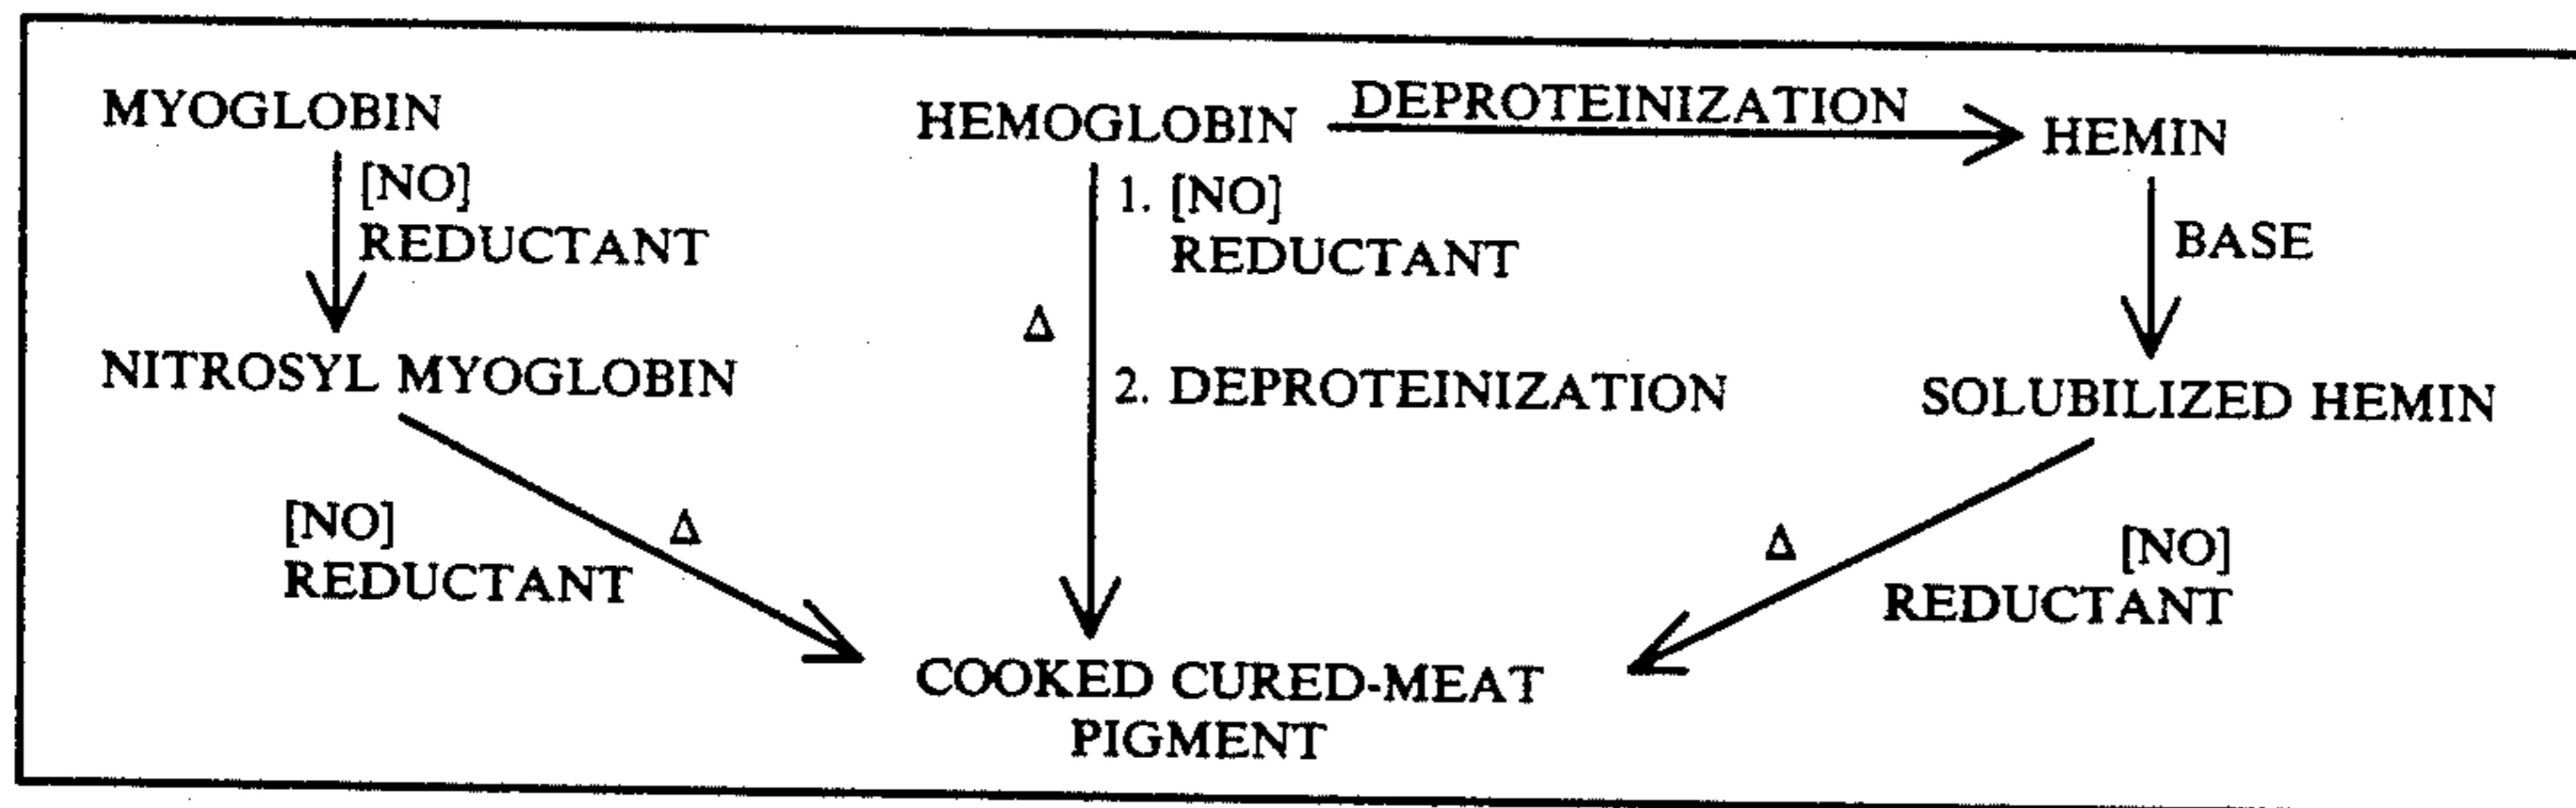 MYOGLOBIN
HEMOGLOBIN
DEPROTEINIZATION
HEMIN
[NO]
REDUCTANT
1. [NO]
REDUCTANT
Δ
2. DEPROTEINIZATION
BASE
NITROSYL MYOGLOBIN
SOLUBILIZED HEMIN
[NO]
REDUCTANT
Δ
Δ
[NO]
REDUCTANT
COOKED CURED-MEAT
PIGMENT